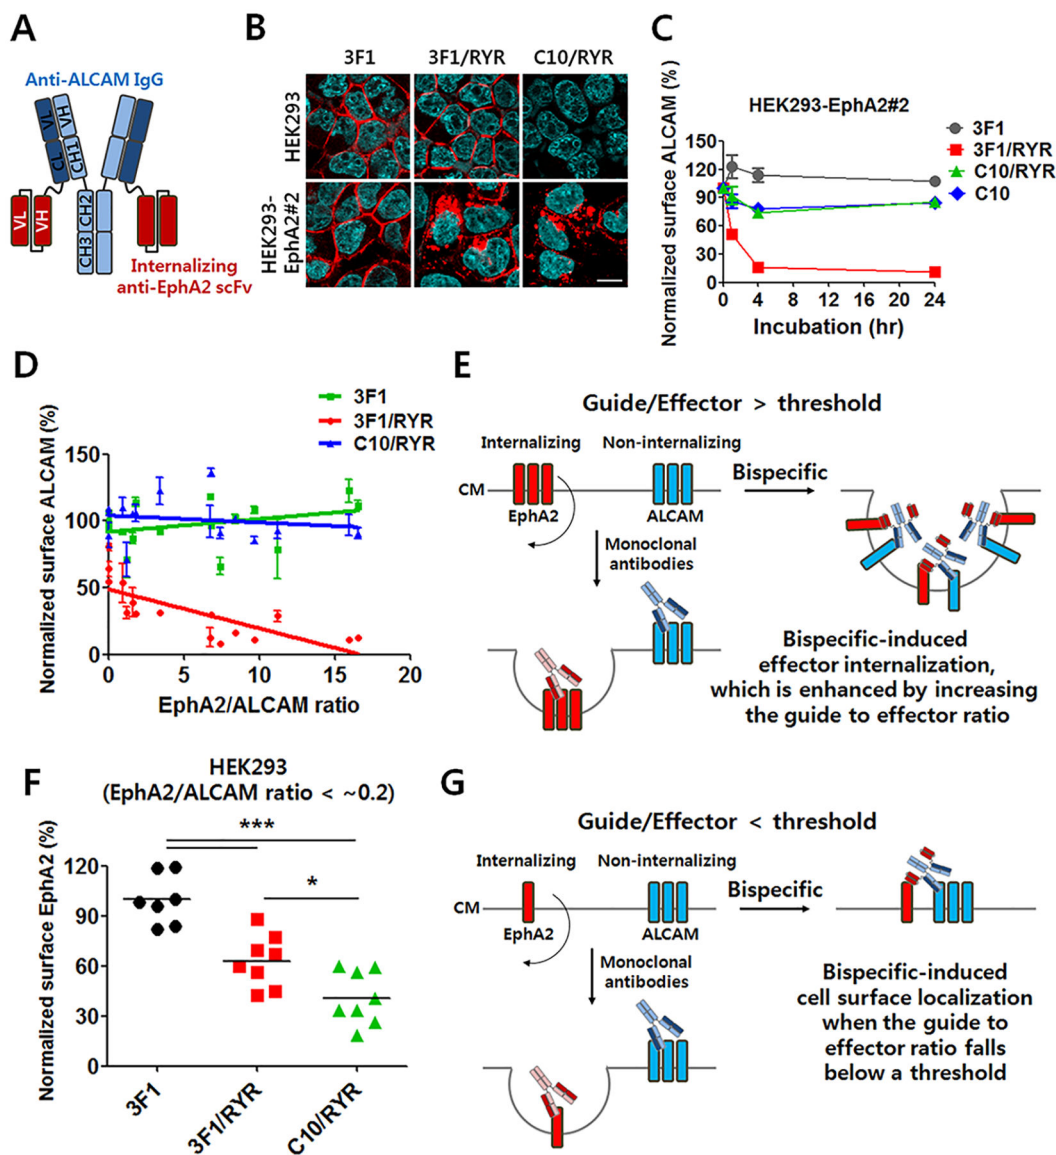 A
Anti-ALCAM IgG
VL
VH
CL
CH1
VL
VH
CH2
CH3
Internalizing
anti-EphA2 scFv
B
3F1
3F1/RYR
C10/RYR
HEK293
HEK293-
EphA2#2
C
HEK293-EphA2#2
Normalized surface ALCAM (%)
150
120
90
60
30
0
0
4
8
12
16
20
24
Incubation (hr)
3F1
3F1/RYR
C10/RYR
C10
D
3F1
3F1/RYR
C10/RYR
Normalized surface ALCAM (%)
150
100
50
0
0
5
10
15
20
EphA2/ALCAM ratio
E
Guide/Effector > threshold
Internalizing
Non-internalizing
Bispecific
CM
EphA2
ALCAM
Monoclonal
antibodies
Bispecific-induced
effector internalization,
which is enhanced by increasing
the guide to effector ratio
F
HEK293
(EphA2/ALCAM ratio < ~0.2)
Normalized surface EphA2 (%)
120
90
60
30
0
***
*
3F1
3F1/RYR
C10/RYR
G
Guide/Effector < threshold
Internalizing
Non-internalizing
Bispecific
CM
EphA2
ALCAM
Monoclonal
antibodies
Bispecific-induced
cell surface localization
when the guide to
effector ratio falls
below a threshold